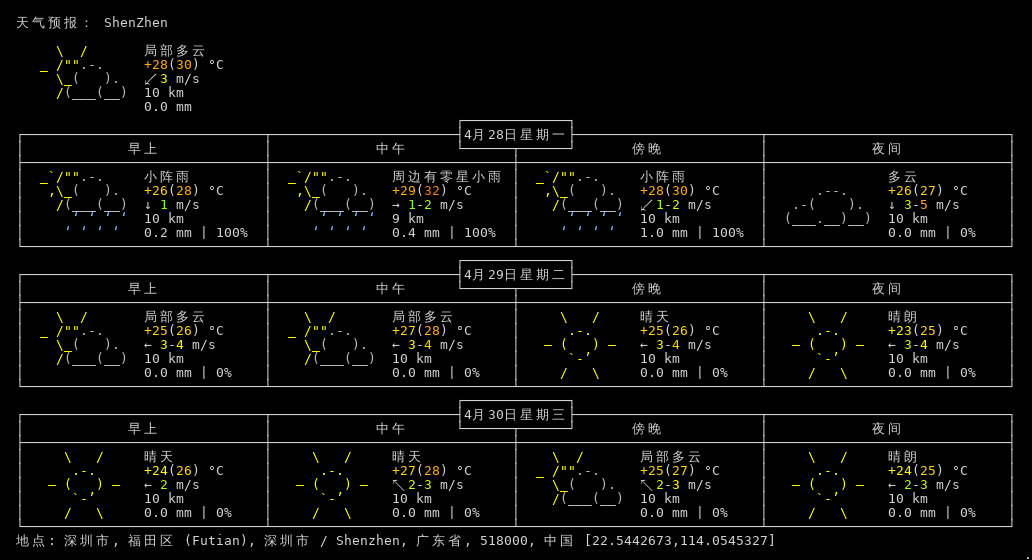 天气预报： ShenZhen
局部多云
+28(30) °C
↙ 3 m/s
10 km
0.0 mm
4月28日星期一
早上 中午 傍晚 夜间
小阵雨 周边有零星小雨 小阵雨 多云
+26(28) °C +29(32) °C +28(30) °C +26(27) °C
↓ 1 m/s → 1-2 m/s ↙ 1-2 m/s ↓ 3-5 m/s
10 km 9 km 10 km 10 km
0.2 mm | 100% 0.4 mm | 100% 1.0 mm | 100% 0.0 mm | 0%
4月29日星期二
早上 中午 傍晚 夜间
局部多云 局部多云 晴天 晴朗
+25(26) °C +27(28) °C +25(26) °C +23(25) °C
← 3-4 m/s ← 3-4 m/s ← 3-4 m/s ← 3-4 m/s
10 km 10 km 10 km 10 km
0.0 mm | 0% 0.0 mm | 0% 0.0 mm | 0% 0.0 mm | 0%
4月30日星期三
早上 中午 傍晚 夜间
晴天 晴天 局部多云 晴朗
+24(26) °C +27(28) °C +25(27) °C +24(25) °C
← 2 m/s ↖ 2-3 m/s ↖ 2-3 m/s ← 2-3 m/s
10 km 10 km 10 km 10 km
0.0 mm | 0% 0.0 mm | 0% 0.0 mm | 0% 0.0 mm | 0%
地点: 深圳市, 福田区 (Futian), 深圳市 / Shenzhen, 广东省, 518000, 中国 [22.5442673,114.0545327]